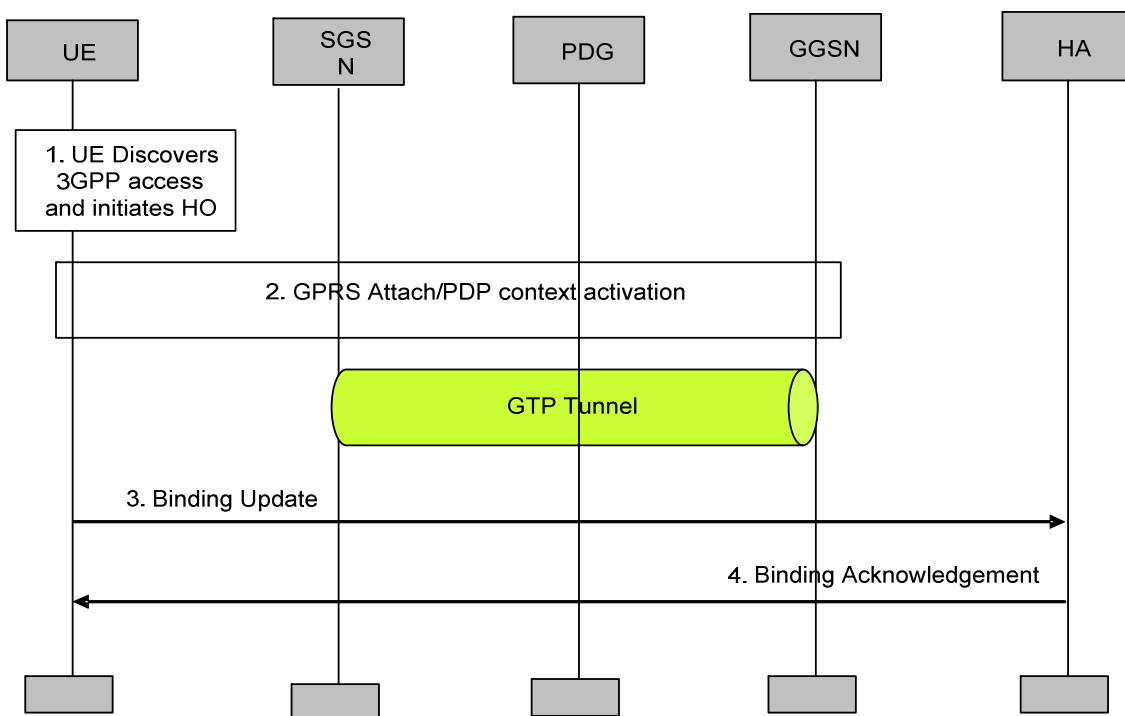 UE
SGS
N
PDG
GGSN
HA
1. UE Discovers
3GPP access
and initiates HO
2. GPRS Attach/PDP context activation
GTP Tunnel
3. Binding Update
4. Binding Acknowledgement